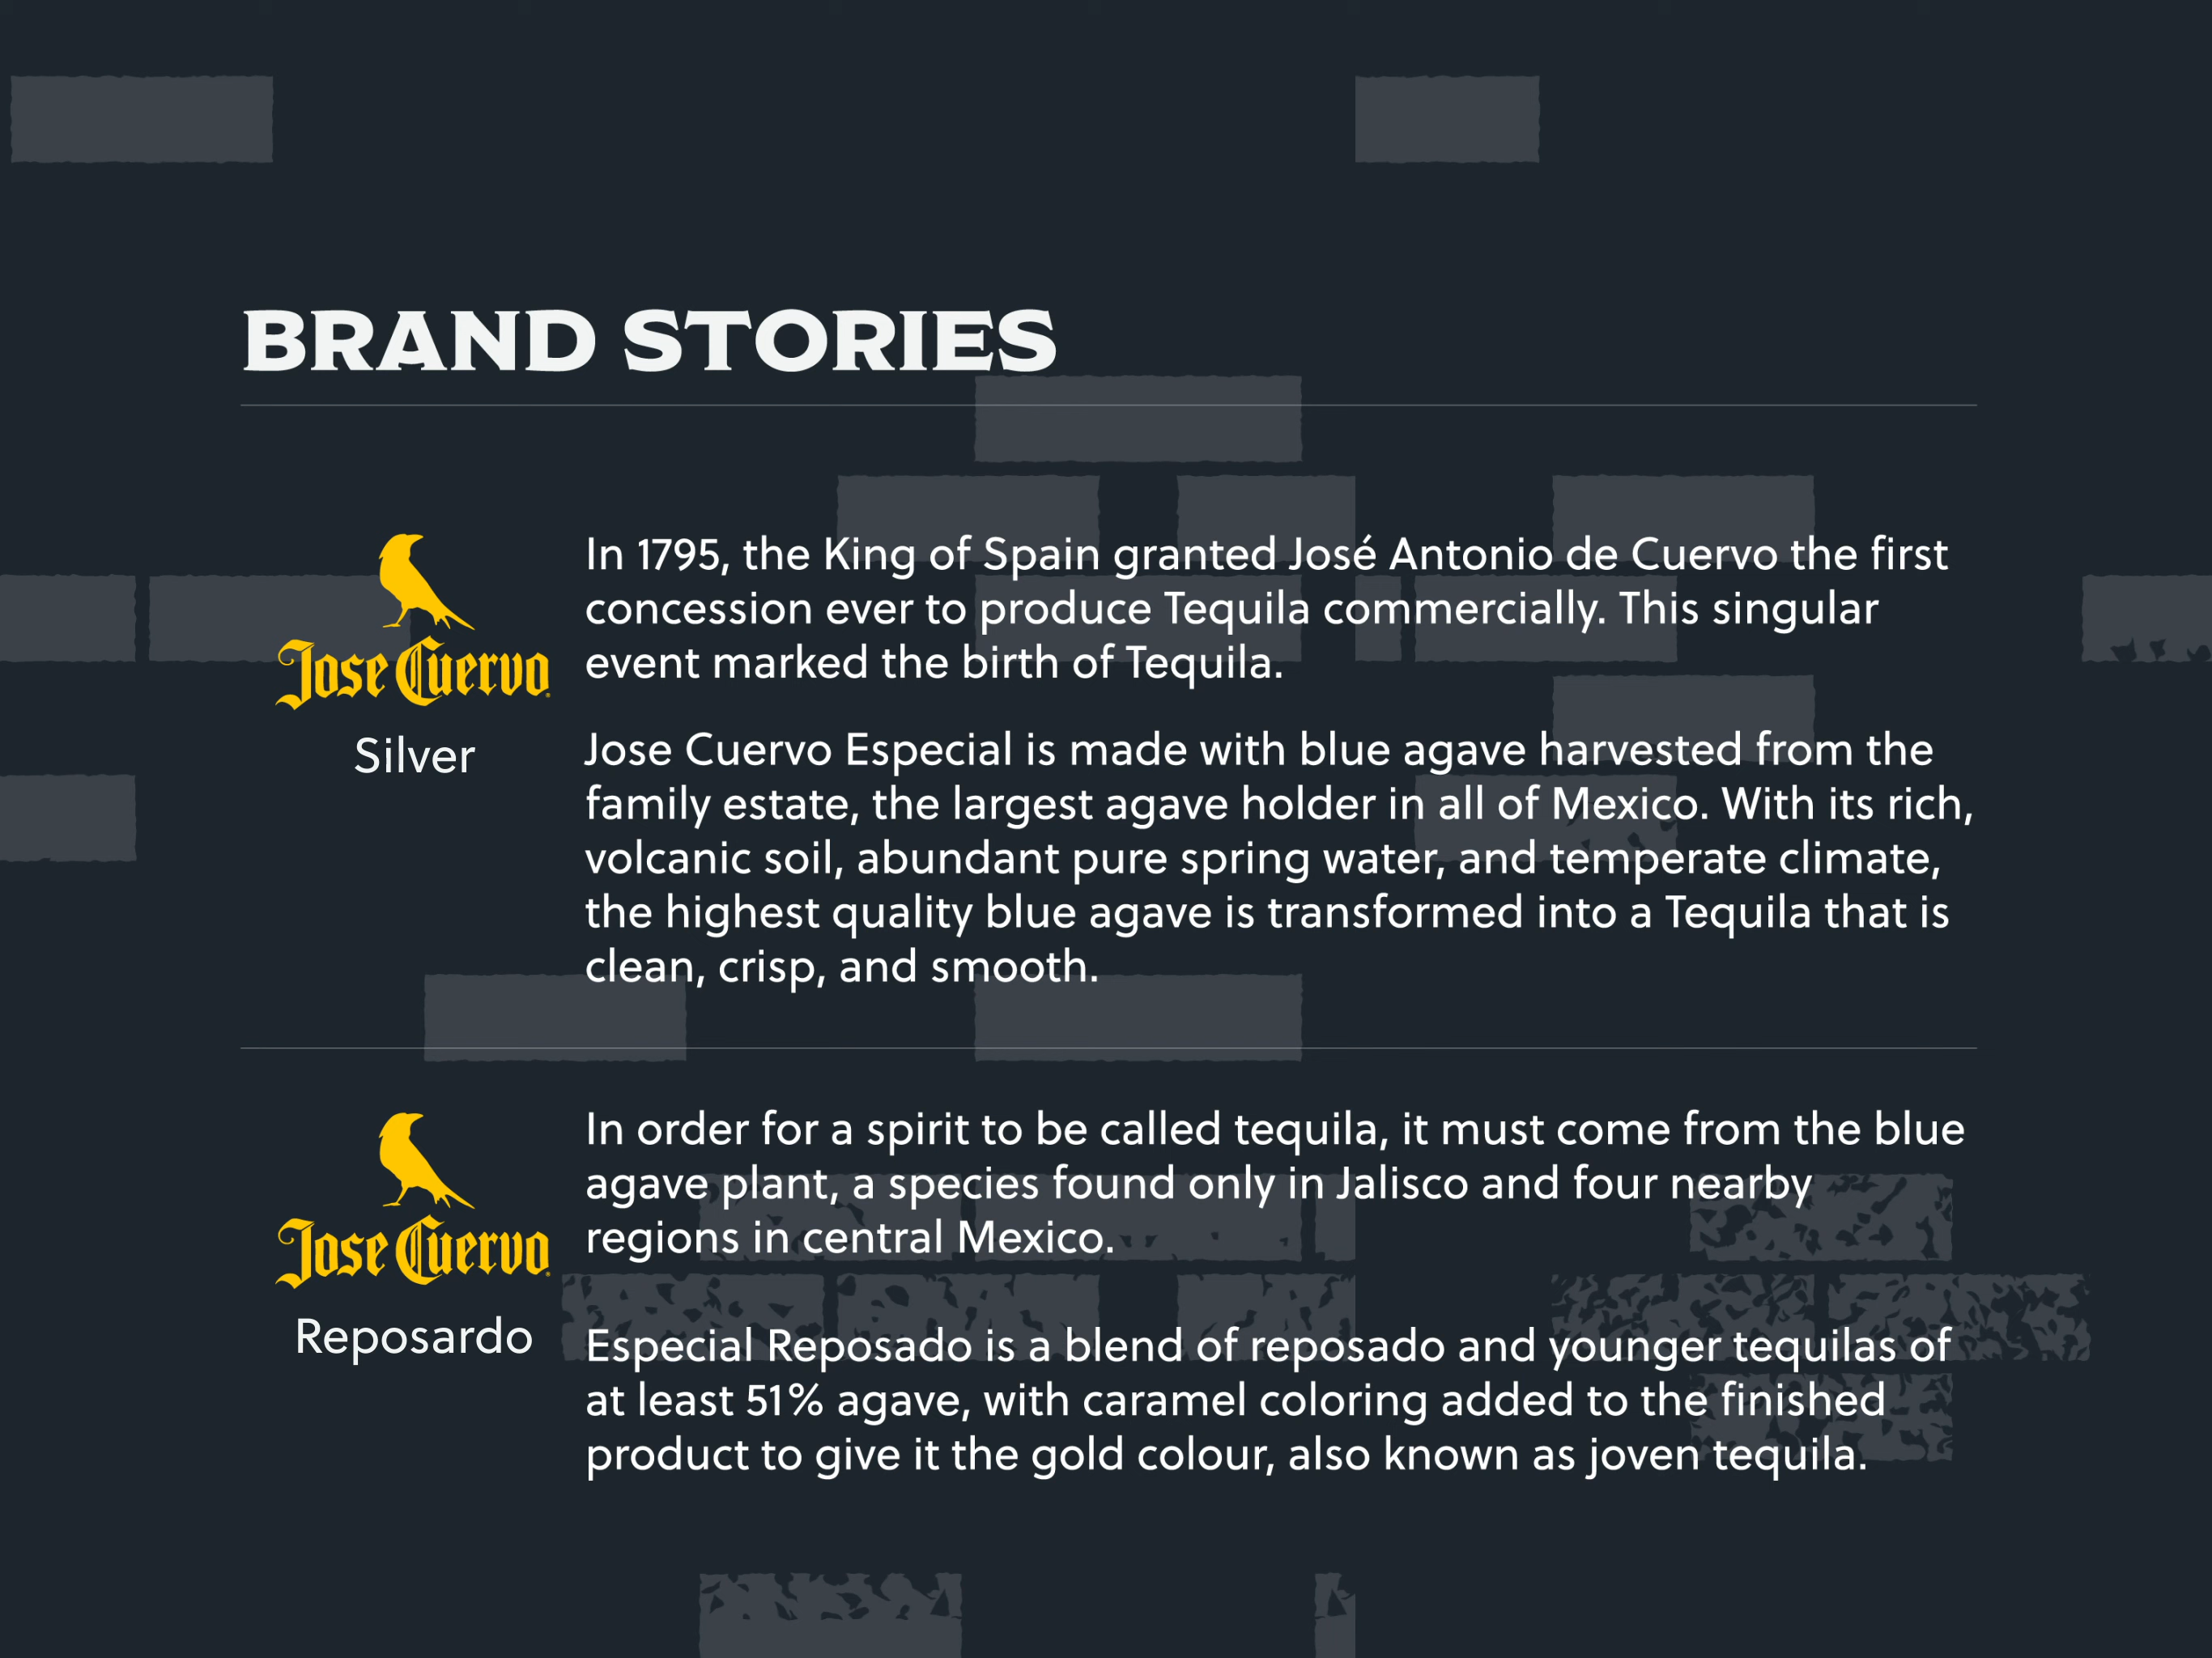 BRAND STORIES
Jose Cuervo
Silver
In 1795, the King of Spain granted José Antonio de Cuervo the first
concession ever to produce Tequila commercially. This singular
event marked the birth of Tequila.
Jose Cuervo Especial is made with blue agave harvested from the
family estate, the largest agave holder in all of Mexico. With its rich,
volcanic soil, abundant pure spring water, and temperate climate,
the highest quality blue agave is transformed into a Tequila that is
clean, crisp, and smooth.
Jose Cuervo
Reposardo
In order for a spirit to be called tequila, it must come from the blue
agave plant, a species found only in Jalisco and four nearby
regions in central Mexico.
Especial Reposado is a blend of reposado and younger tequilas of
at least 51% agave, with caramel coloring added to the finished
product to give it the gold colour, also known as joven tequila.